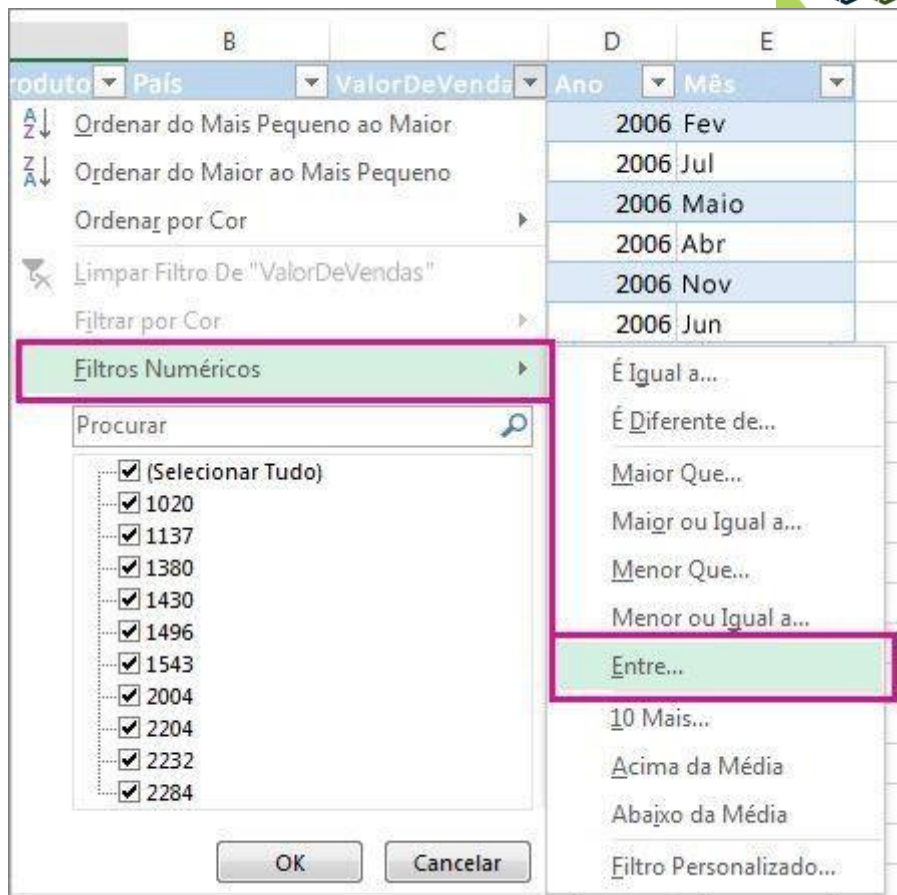 B C D E
roduto País ValorDeVenda Ano Mês
Ordenar do Mais Pequeno ao Maior
Ordenar do Maior ao Mais Pequeno
Ordenar por Cor
Limpar Filtro De "ValorDeVendas"
Filtrar por Cor
Filtros Numéricos
Procurar
(Selecionar Tudo)
1020
1137
1380
1430
1496
1543
2004
2204
2232
2284
OK Cancelar
2006 Fev
2006 Jul
2006 Maio
2006 Abr
2006 Nov
2006 Jun
É Igual a...
É Diferente de...
Maior Que...
Maior ou Igual a...
Menor Que...
Menor ou Igual a...
Entre...
10 Mais...
Acima da Média
Abaixo da Média
Filtro Personalizado...